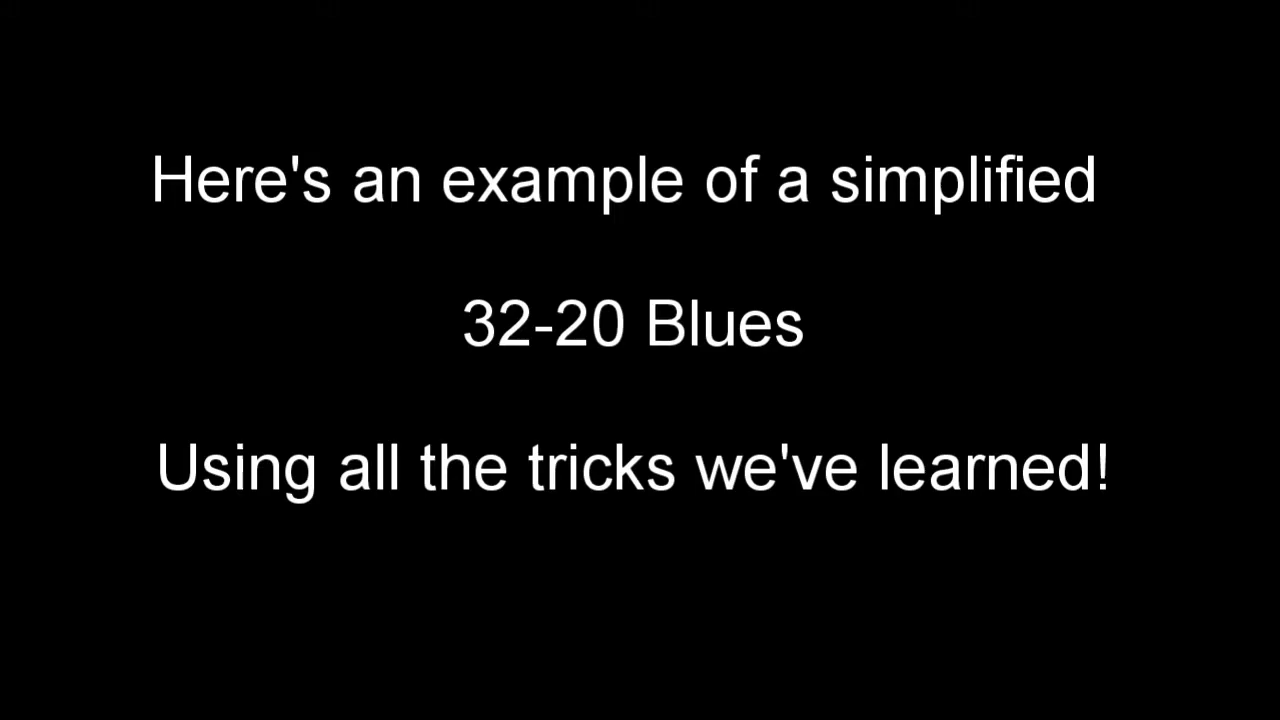 Here's an example of a simplified
32-20 Blues
Using all the tricks we've learned!